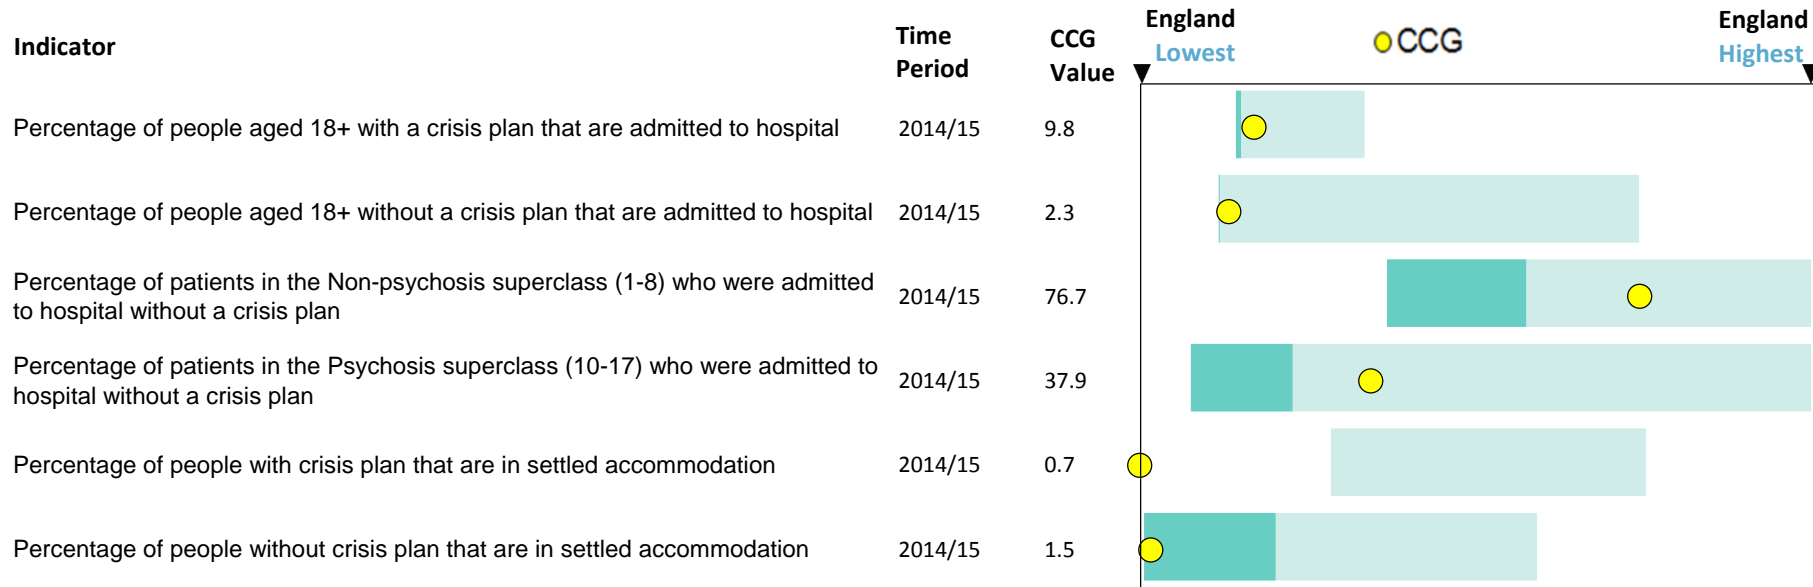 Indicator
Time Period
CCG Value
England Lowest
CCG
England Highest
Percentage of people aged 18+ with a crisis plan that are admitted to hospital 2014/15 9.8
Percentage of people aged 18+ without a crisis plan that are admitted to hospital 2014/15 2.3
Percentage of patients in the Non-psychosis superclass (1-8) who were admitted
to hospital without a crisis plan 2014/15 76.7
Percentage of patients in the Psychosis superclass (10-17) who were admitted to
hospital without a crisis plan 2014/15 37.9
Percentage of people with crisis plan that are in settled accommodation 2014/15 0.7
Percentage of people without crisis plan that are in settled accommodation 2014/15 1.5